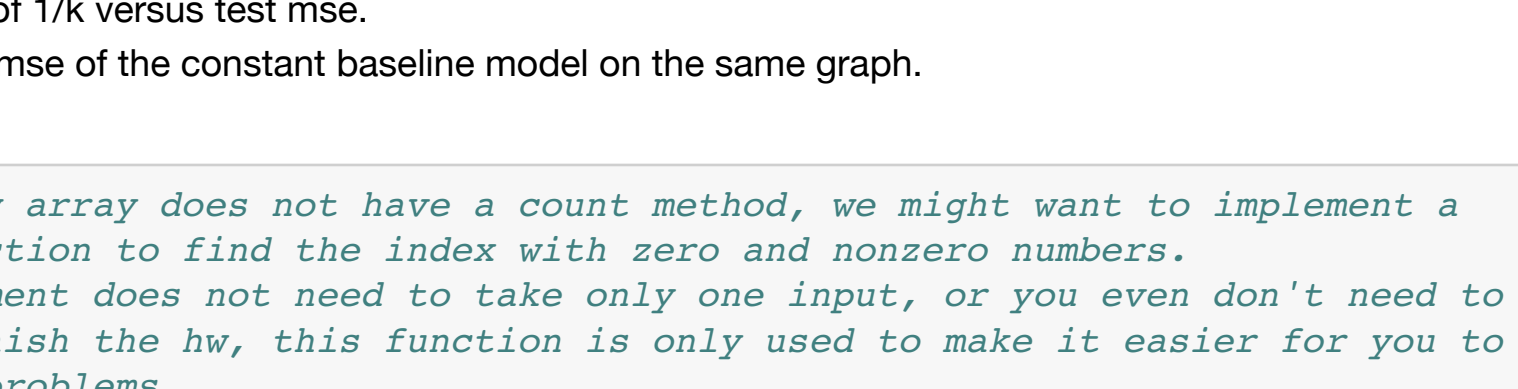 of 1/k versus test mse.
mse of the constant baseline model on the same graph.
array does not have a count method, we might want to implement a
tion to find the index with zero and nonzero numbers.
ent does not need to take only one input, or you even don't need to
ish the hw, this function is only used to make it easier for you to
problems